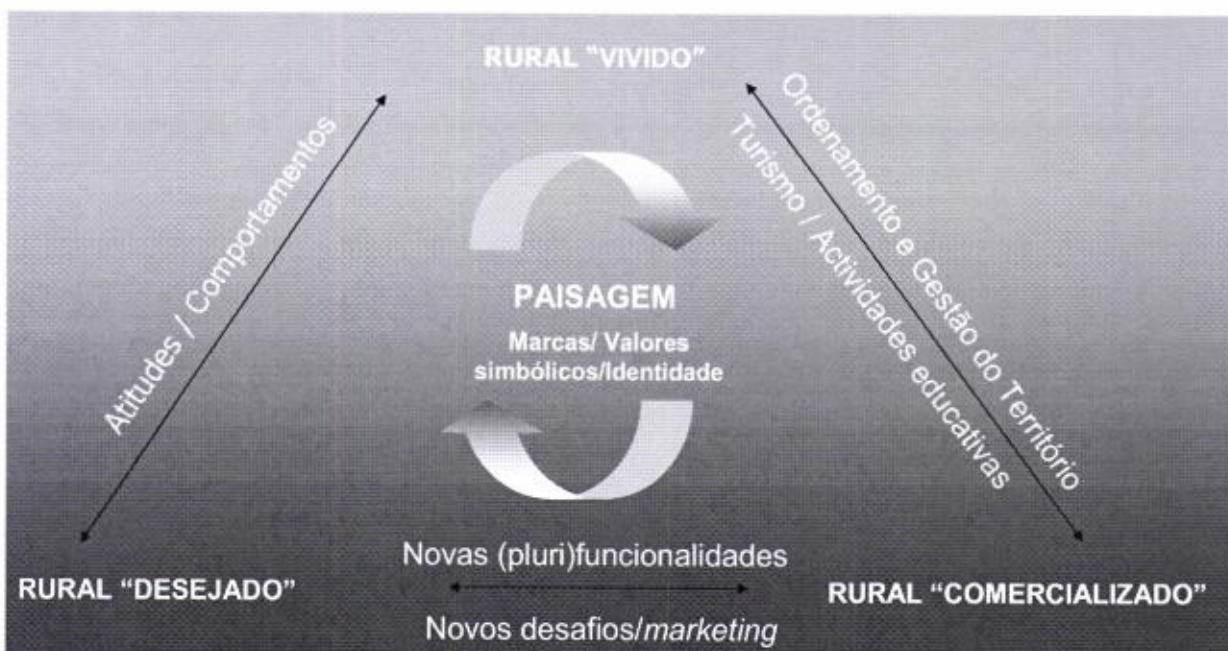 RURAL “VIVIDO”
Atitudes / Comportamentos
Ordenamento e Gestão do Território
Turismo / Actividades educativas
PAISAGEM
Marcas/ Valores
simbólicos/Identidade
Novas (pluri)funcionalidades
RURAL “DESEJADO”
RURAL “COMERCIALIZADO”
Novos desafios/marketing